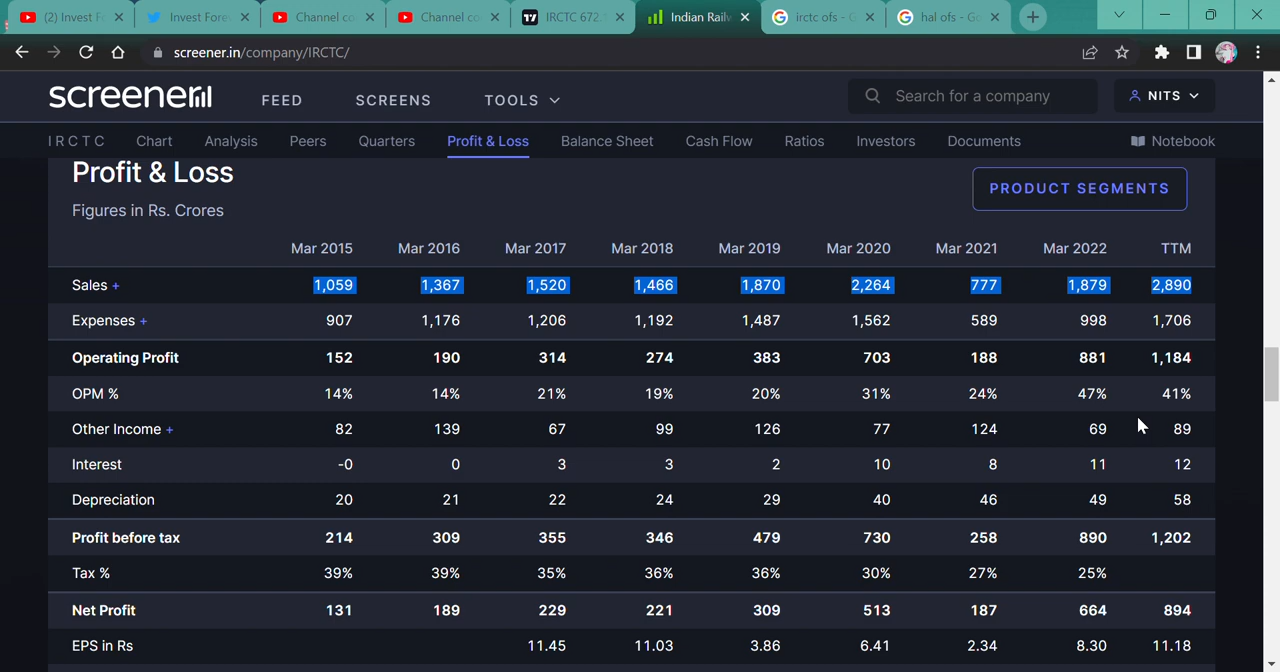 (2) Invest F
Invest Fore
Channel co
Channel co
IRCTC 672.
Indian Railw
irctc ofs - G
hal ofs - Go
screener.in/company/IRCTC/
screener
FEED
SCREENS
TOOLS
Search for a company
NITS
I R C T C Chart Analysis Peers Quarters Profit & Loss Balance Sheet Cash Flow Ratios Investors Documents Notebook
Profit & Loss
PRODUCT SEGMENTS
Figures in Rs. Crores
Mar 2015 Mar 2016 Mar 2017 Mar 2018 Mar 2019 Mar 2020 Mar 2021 Mar 2022 TTM
Sales + 1,059 1,367 1,520 1,466 1,870 2,264 777 1,879 2,890
Expenses + 907 1,176 1,206 1,192 1,487 1,562 589 998 1,706
Operating Profit 152 190 314 274 383 703 188 881 1,184
OPM % 14% 14% 21% 19% 20% 31% 24% 47% 41%
Other Income + 82 139 67 99 126 77 124 69 89
Interest -0 0 3 3 2 10 8 11 12
Depreciation 20 21 22 24 29 40 46 49 58
Profit before tax 214 309 355 346 479 730 258 890 1,202
Tax % 39% 39% 35% 36% 36% 30% 27% 25%
Net Profit 131 189 229 221 309 513 187 664 894
EPS in Rs 11.45 11.03 3.86 6.41 2.34 8.30 11.18